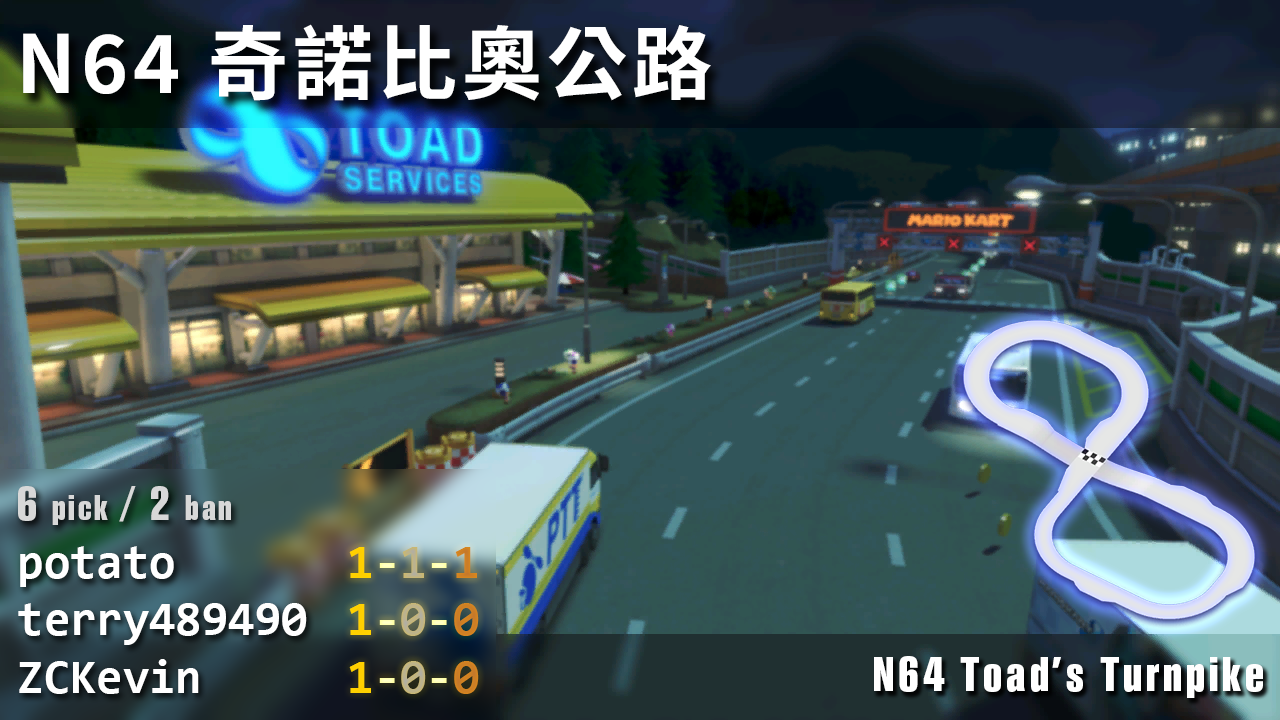 N64 奇諾比奧公路
TOAD
SERVICES
MARIO KART
PTT
6 pick / 2 ban
potato 1-1-1
terry489490 1-0-0
ZCKevin 1-0-0
N64 Toad's Turnpike